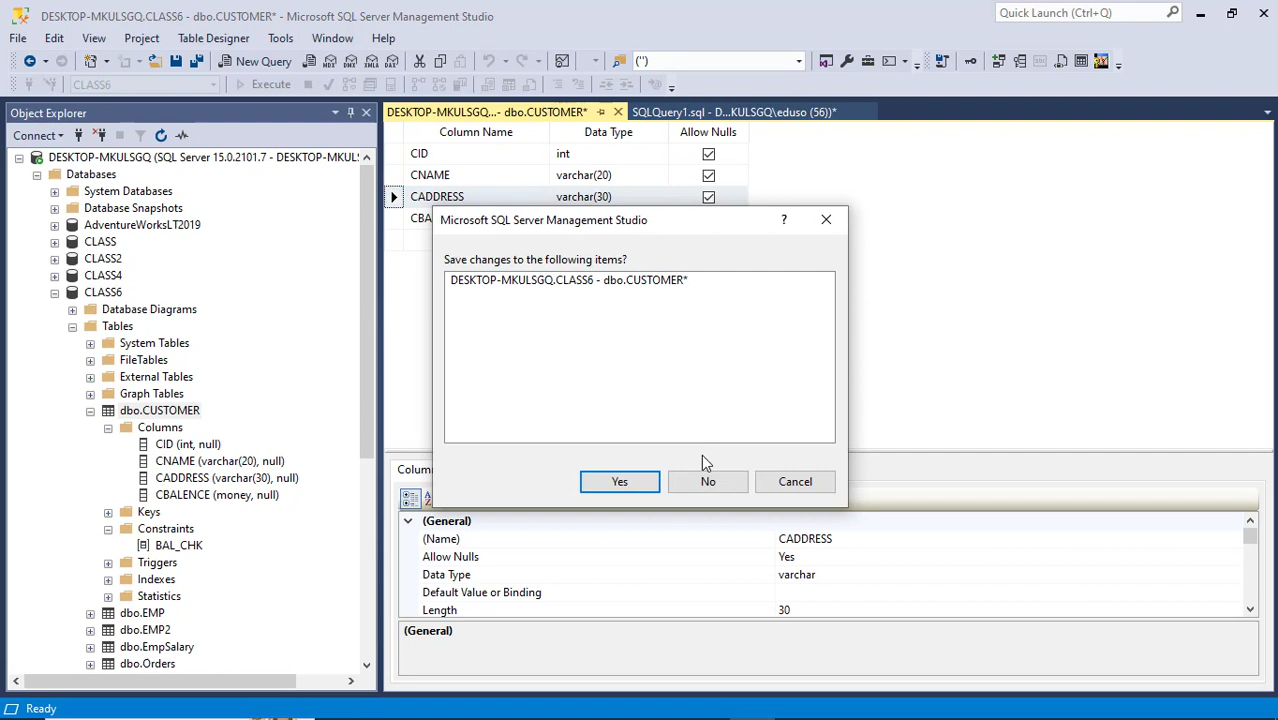 DESKTOP-MKULSGQ.CLASS6 - dbo.CUSTOMER* - Microsoft SQL Server Management Studio
Quick Launch (Ctrl+Q)
File Edit View Project Table Designer Tools Window Help
New Query MDX DMX XMLA DAX ('')
CLASS6 Execute
Object Explorer
Connect
DESKTOP-MKULSGQ (SQL Server 15.0.2101.7 - DESKTOP-MKULS
Databases
System Databases
Database Snapshots
AdventureWorksLT2019
CLASS
CLASS2
CLASS4
CLASS6
Database Diagrams
Tables
System Tables
FileTables
External Tables
Graph Tables
dbo.CUSTOMER
Columns
CID (int, null)
CNAME (varchar(20), null)
CADDRESS (varchar(30), null)
CBALENCE (money, null)
Keys
Constraints
BAL_CHK
Triggers
Indexes
Statistics
dbo.EMP
dbo.EMP2
dbo.EmpSalary
dbo.Orders
DESKTOP-MKULSGQ...- dbo.CUSTOMER* SQLQuery1.sql - D...KULSGQ\eduso (56))*
Column Name Data Type Allow Nulls
CID int
CNAME varchar(20)
CADDRESS varchar(30)
CBA
Microsoft SQL Server Management Studio ?
Save changes to the following items?
DESKTOP-MKULSGQ.CLASS6 - dbo.CUSTOMER*
Yes No Cancel
Colum
(General)
(Name) CADDRESS
Allow Nulls Yes
Data Type varchar
Default Value or Binding
Length 30
(General)
Ready